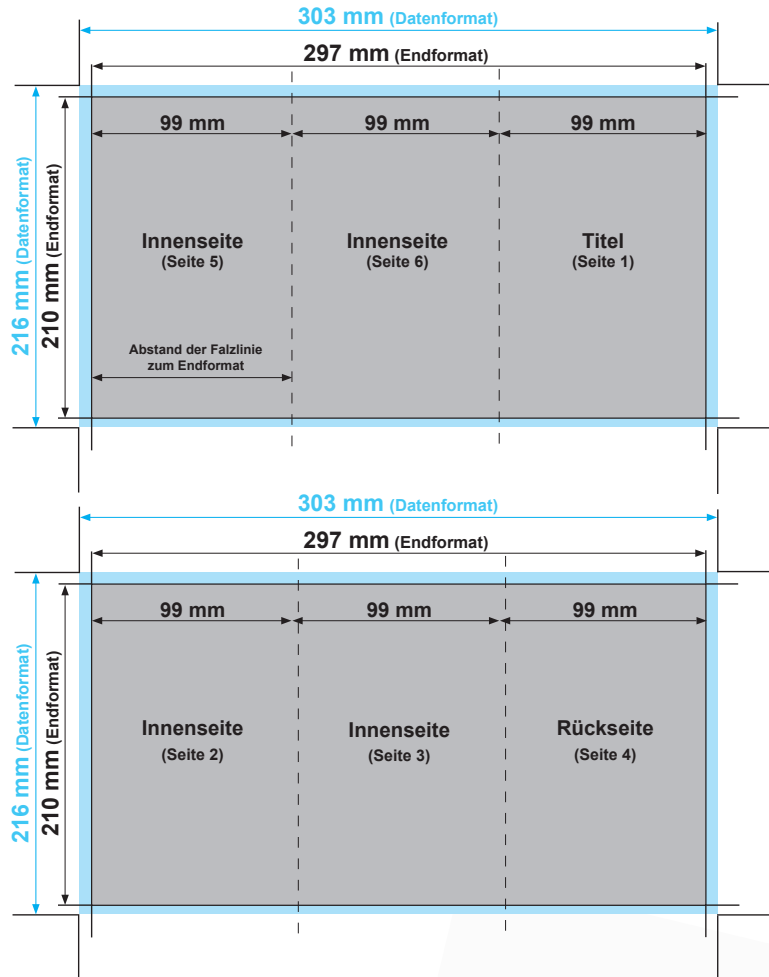 303 mm (Datenformat)
297 mm (Endformat)
99 mm 99 mm 99 mm
216 mm (Datenformat)
210 mm (Endformat)
Innenseite Innenseite Titel
(Seite 5) (Seite 6) (Seite 1)
Abstand der Falzlinie
zum Endformat
303 mm (Datenformat)
297 mm (Endformat)
99 mm 99 mm 99 mm
216 mm (Datenformat)
210 mm (Endformat)
Innenseite Innenseite Rückseite
(Seite 2) (Seite 3) (Seite 4)